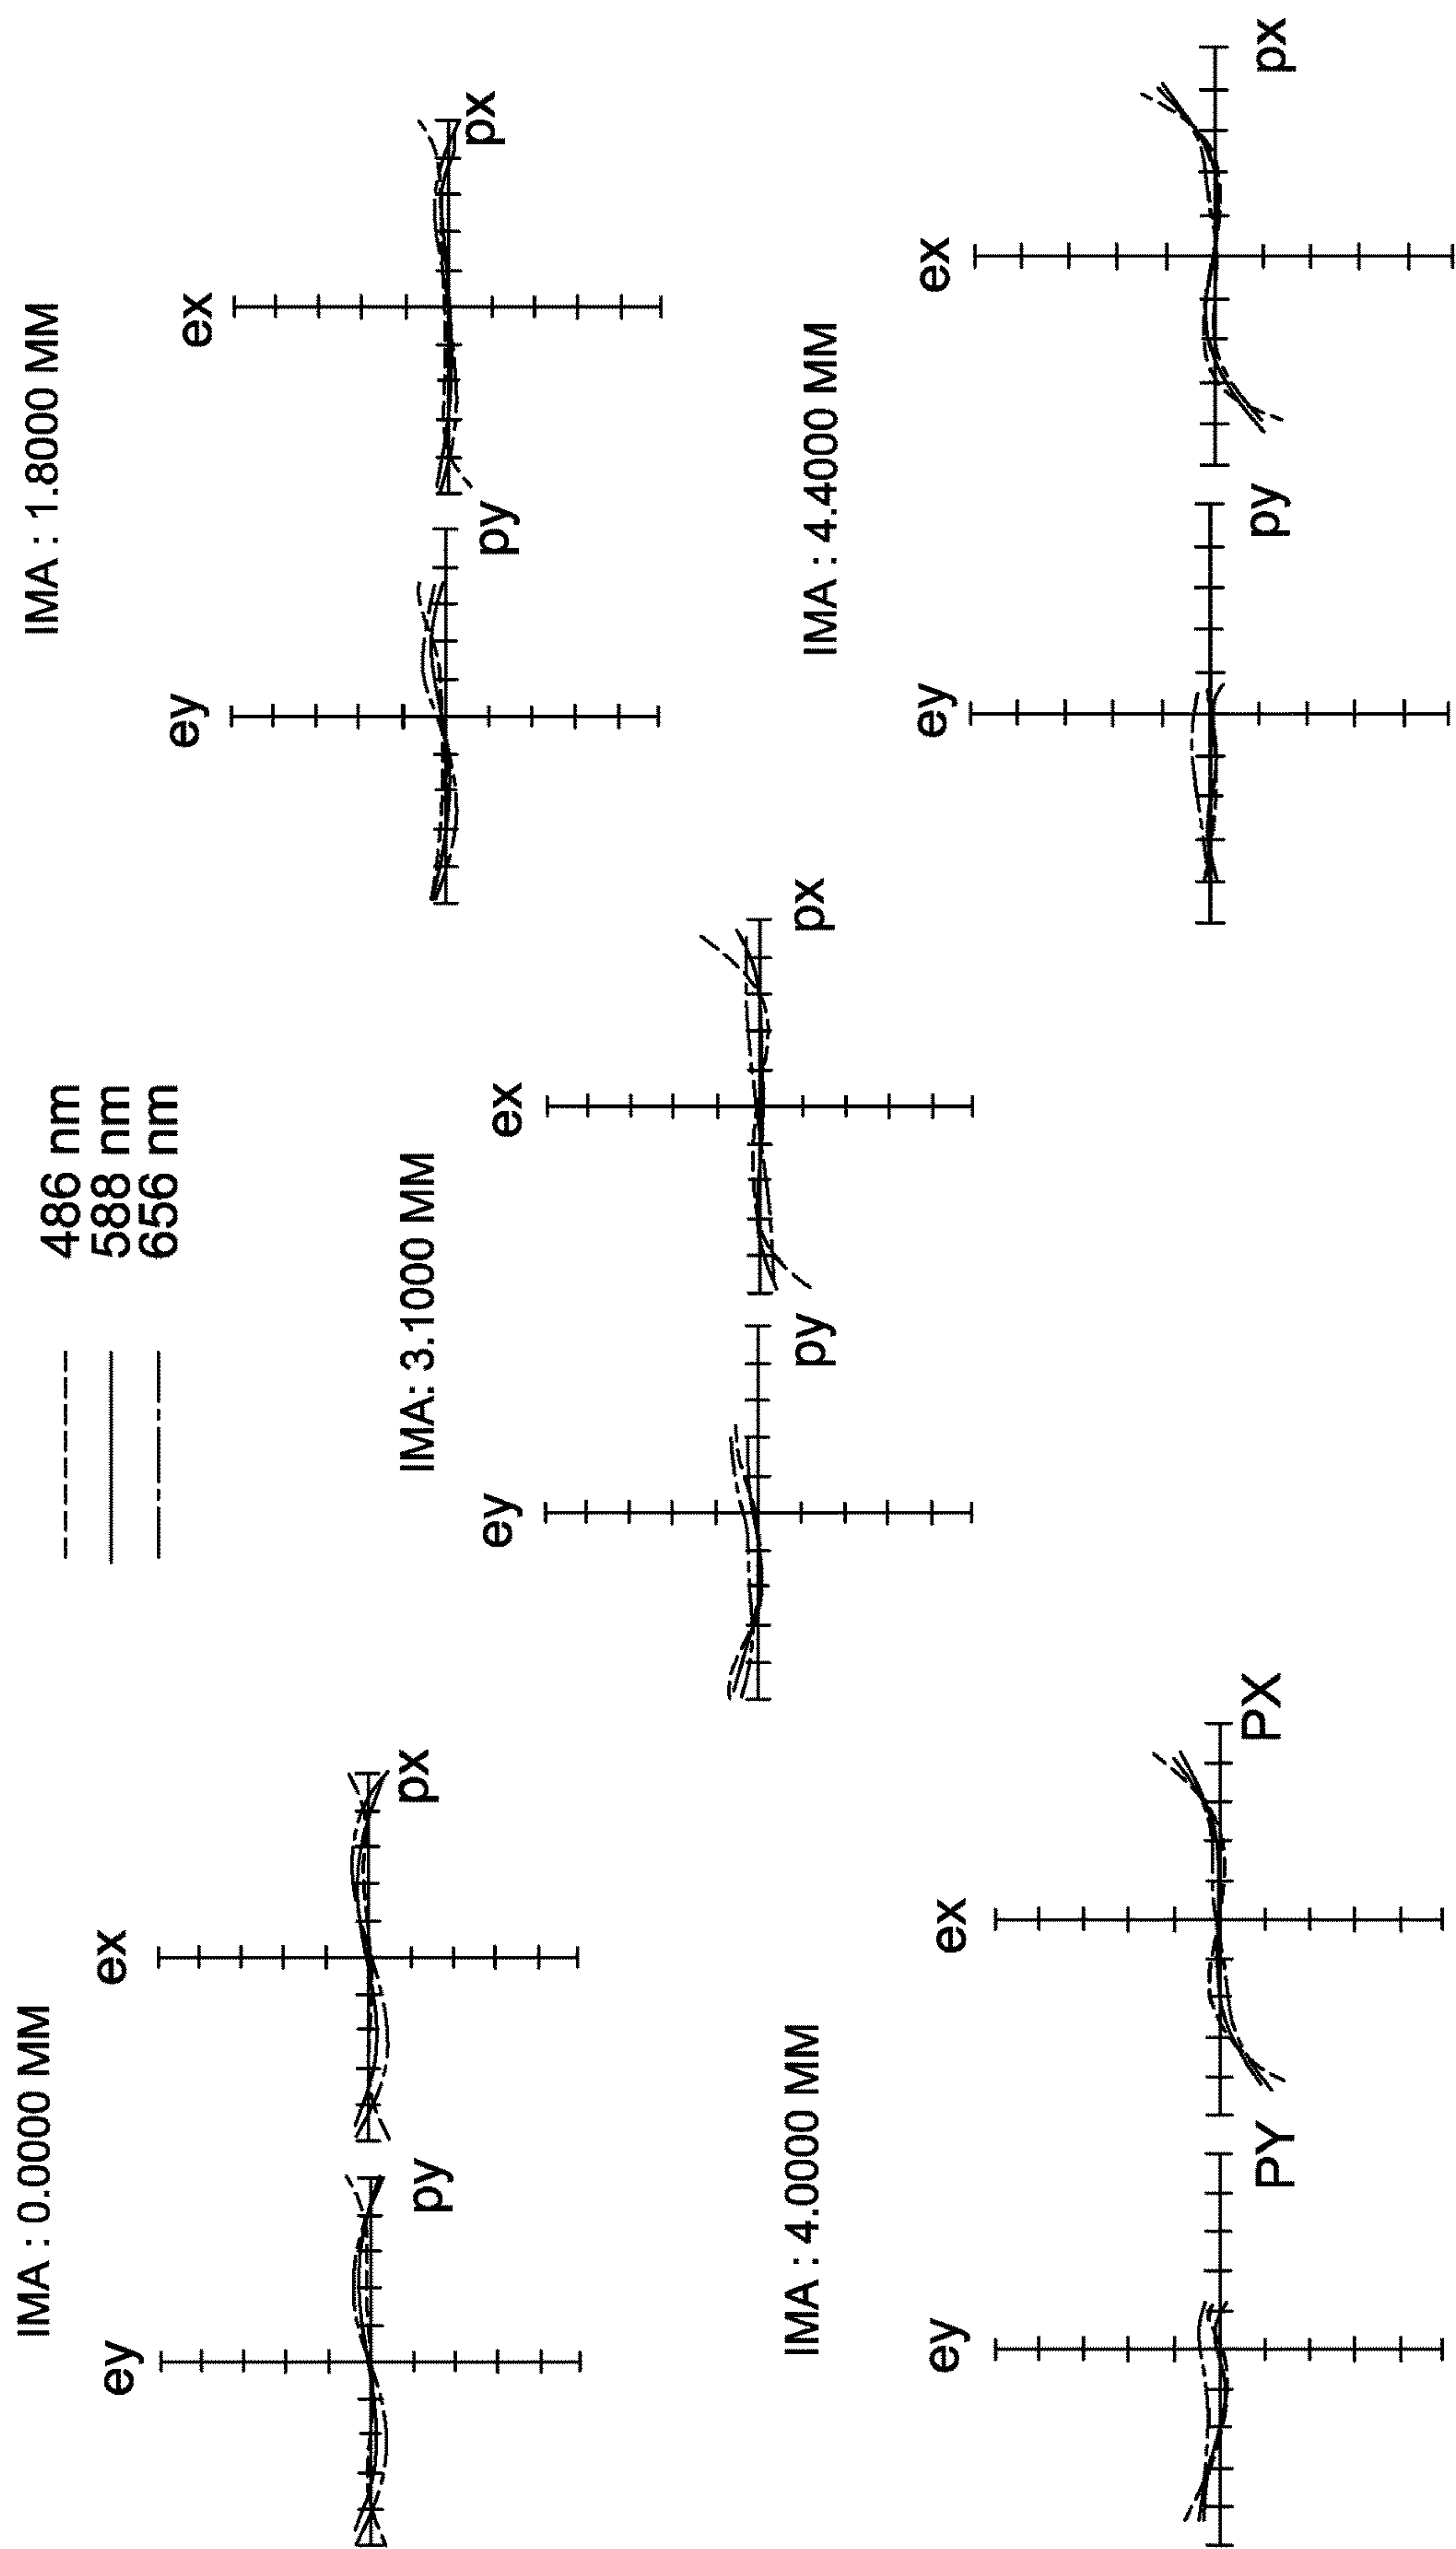 486 nm
588 nm
656 nm
IMA : 0.0000 MM
ey
py
ex
px
IMA : 1.8000 MM
ey
py
ex
px
IMA: 3.1000 MM
ey
py
ex
px
IMA : 4.0000 MM
ey
PY
ex
PX
IMA : 4.4000 MM
ey
py
ex
px